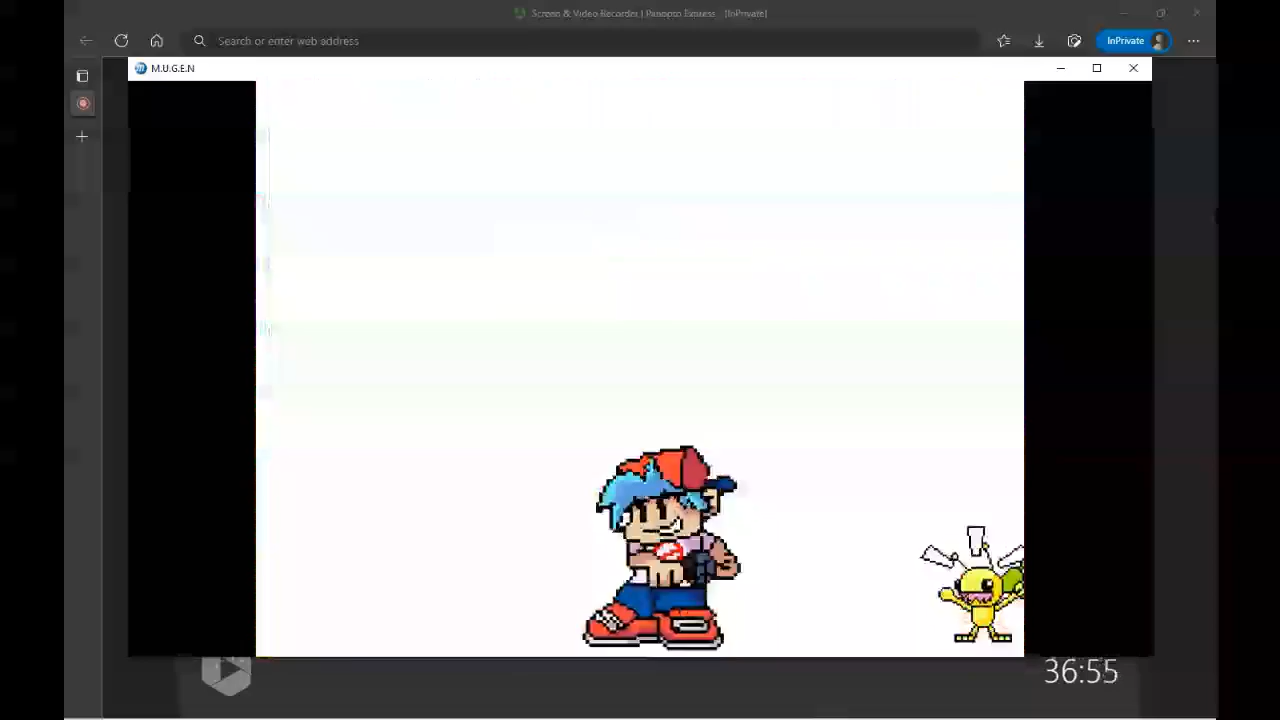 Screen & Video Recorder | Panopto Express - [InPrivate]
Search or enter web address
InPrivate
M.U.G.E.N
36:55